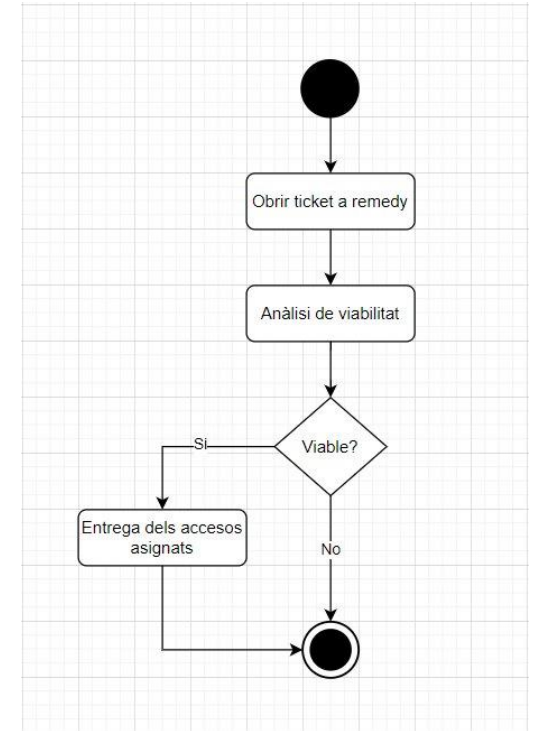 Obrir ticket a remedy
Anàlisi de viabilitat
Viable?
Si
Entrega dels accesos
asignats
No